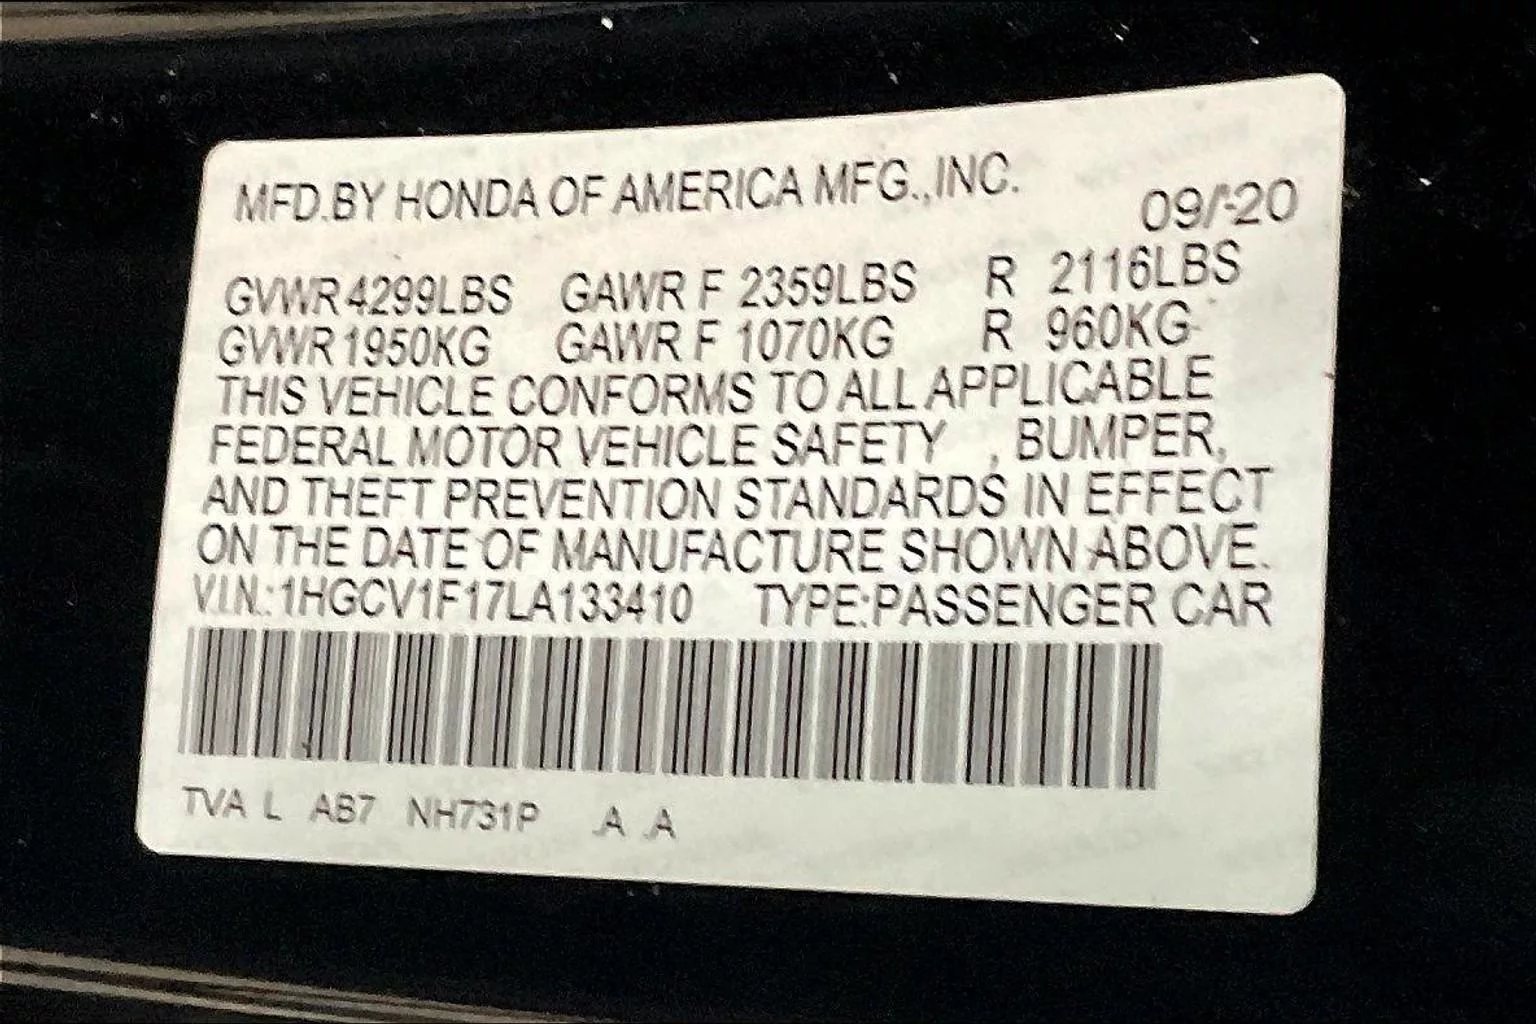 MFD.BY HONDA OF AMERICA MFG.,INC.
09/20
GVWR 4299LBS GAWR F 2359LBS R 2116LBS
GVWR 1950KG GAWR F 1070KG R 960KG
THIS VEHICLE CONFORMS TO ALL APPLICABLE
FEDERAL MOTOR VEHICLE SAFETY , BUMPER,
AND THEFT PREVENTION STANDARDS IN EFFECT
ON THE DATE OF MANUFACTURE SHOWN ABOVE.
V.I.N.:1HGCV1F17LA133410 TYPE:PASSENGER CAR
TVA L AB7 NH731P A A